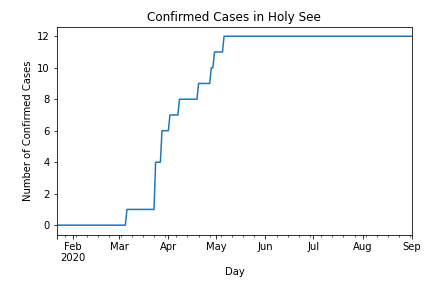 Confirmed Cases in Holy See
12
10
8
6
4
2
0
Number of Confirmed Cases
Feb Mar Apr May Jun Jul Aug Sep
2020
Day